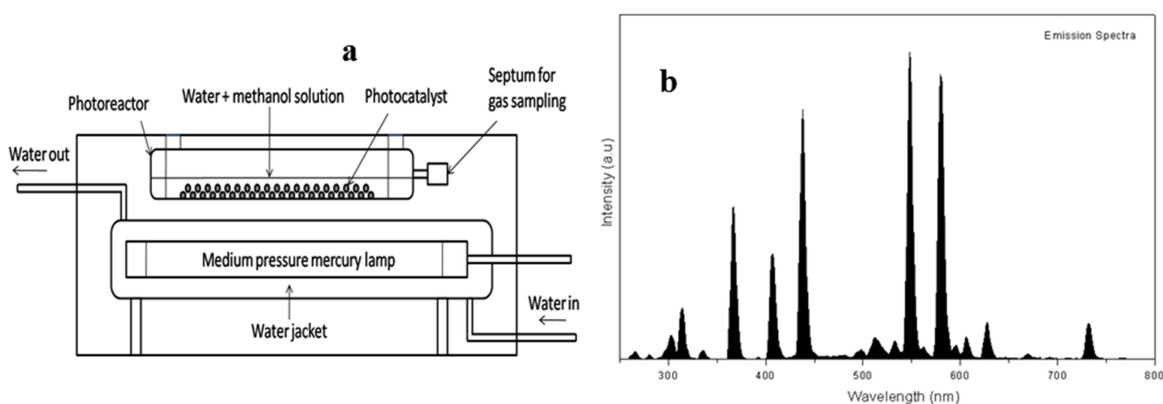 a
Photoreactor
Water + methanol solution
Photocatalyst
Septum for
gas sampling
Water out
Medium pressure mercury lamp
Water in
Water jacket
b
Emission Spectra
Intensity (a.u)
300 400 500 600 700 800
Wavelength (nm)